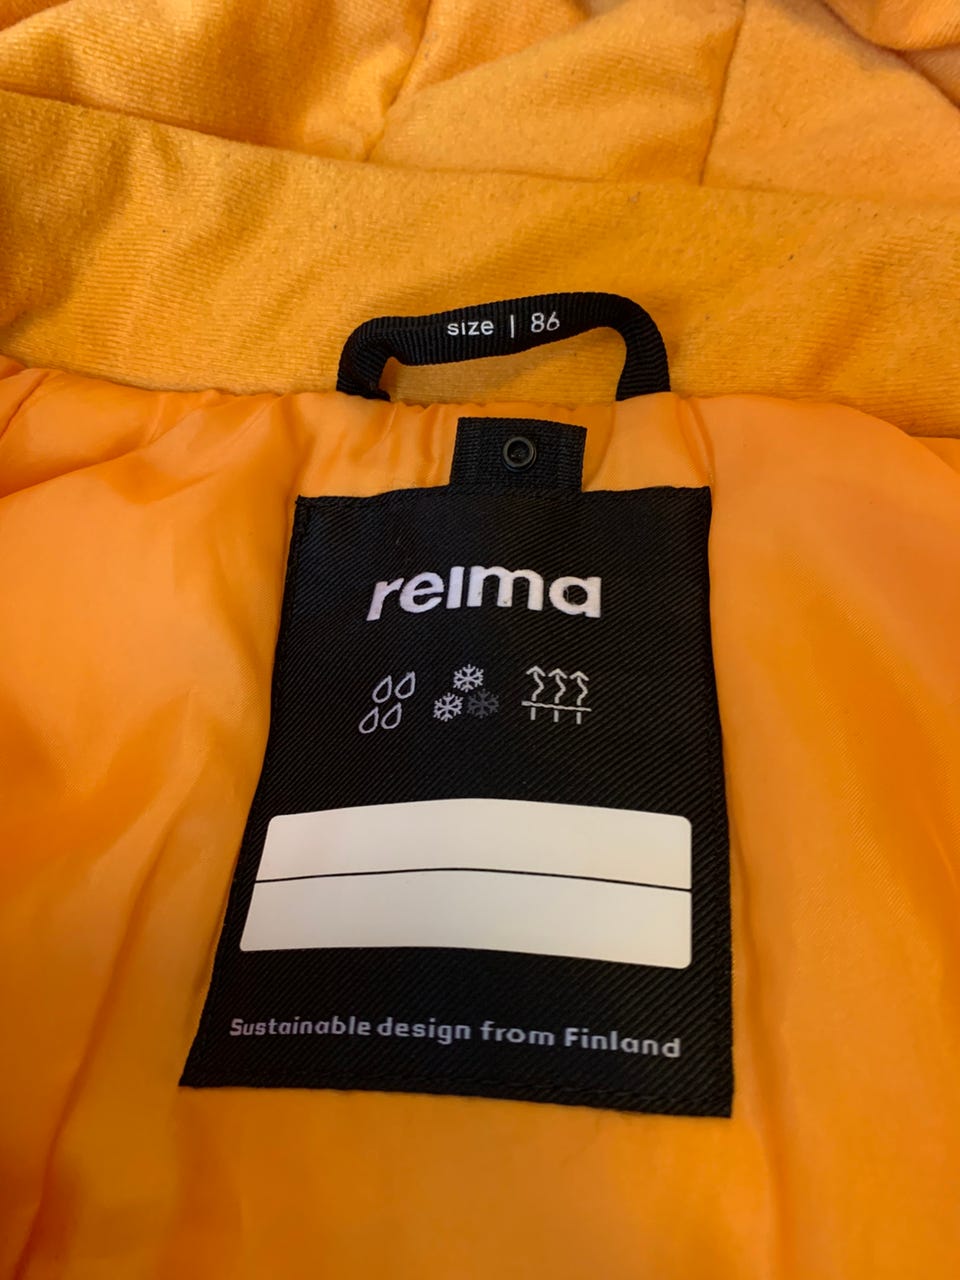 size | 86
reima
Sustainable design from Finland